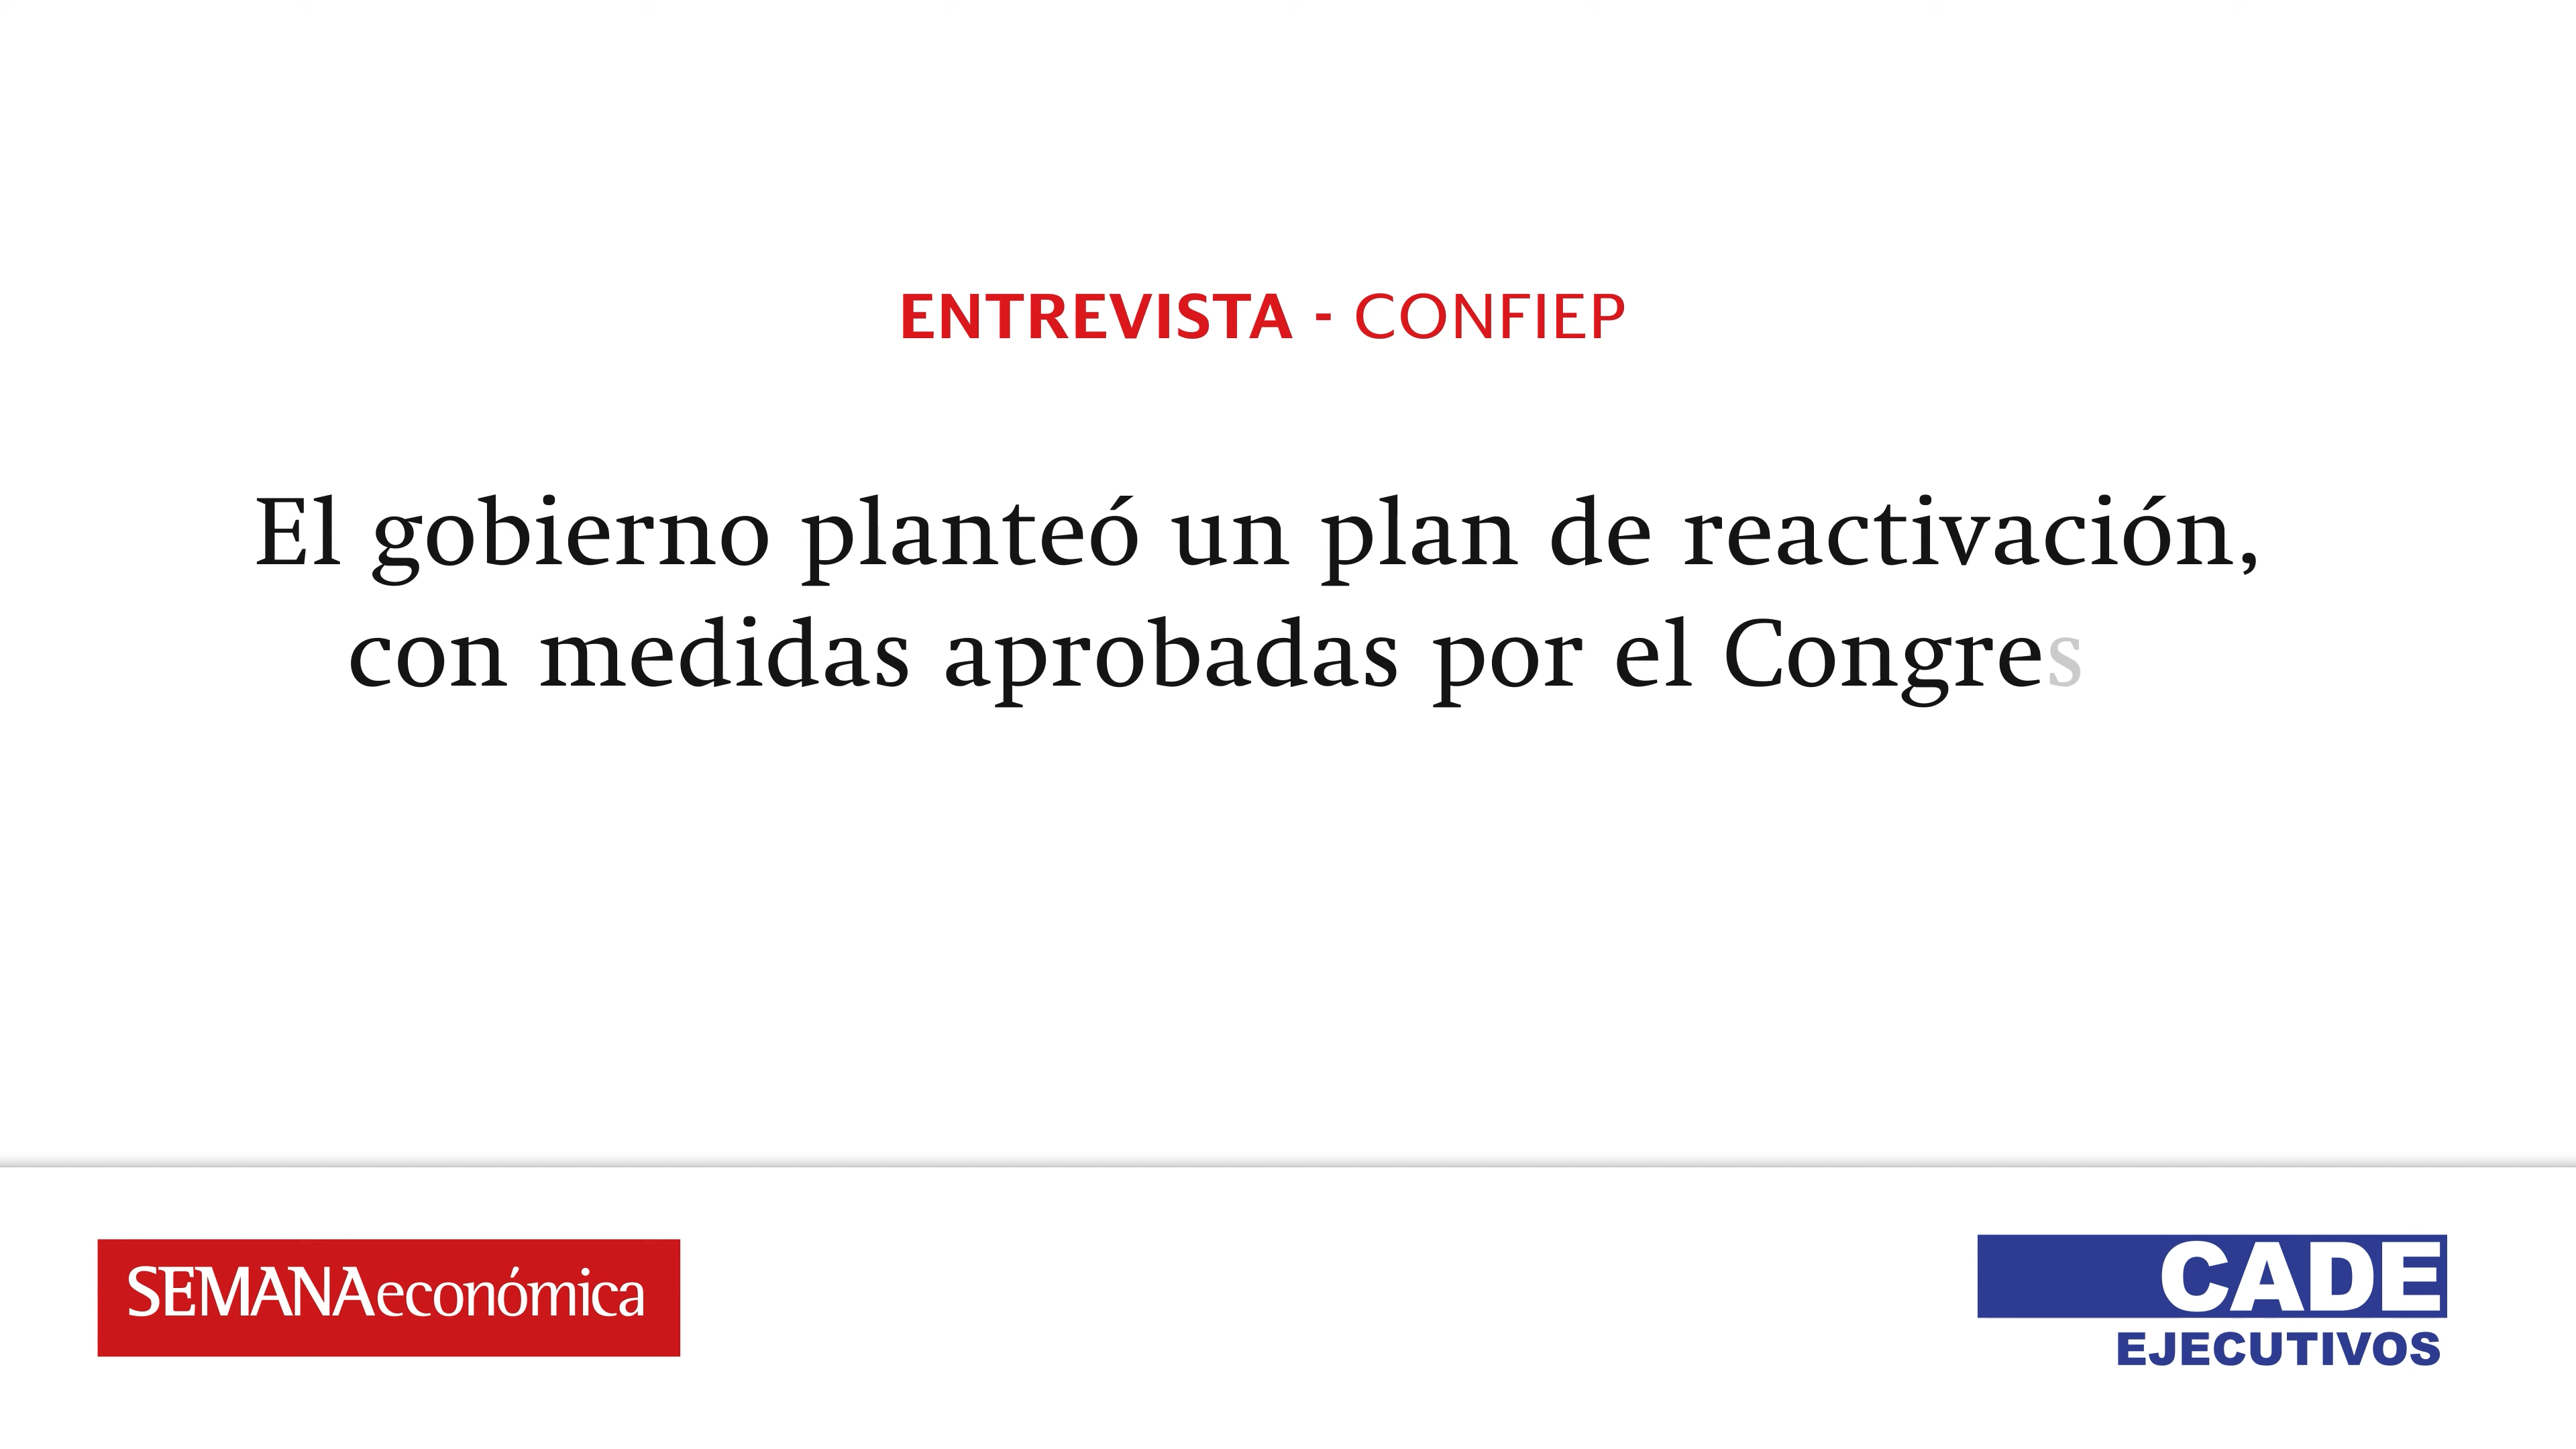 ENTREVISTA - CONFIEP
El gobierno planteó un plan de reactivación,
con medidas aprobadas por el Congres
SEMANAeconómica
CADE
EJECUTIVOS